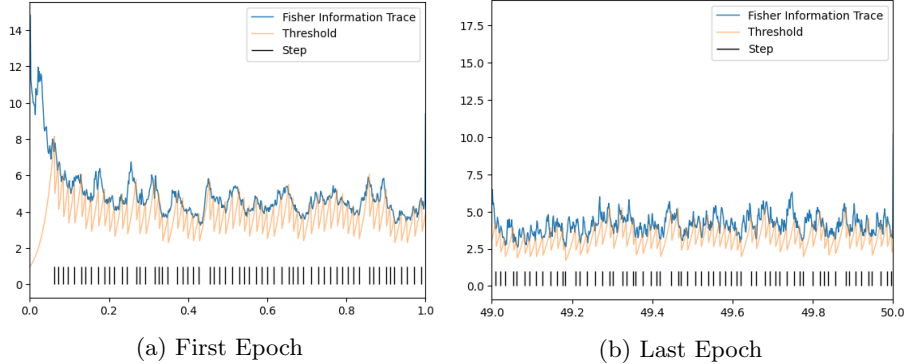 14
12
10
8
6
4
2
0
0.0 0.2 0.4 0.6 0.8 1.0
Fisher Information Trace
Threshold
Step
(a) First Epoch
17.5
15.0
12.5
10.0
7.5
5.0
2.5
0.0
49.0 49.2 49.4 49.6 49.8 50.0
Fisher Information Trace
Threshold
Step
(b) Last Epoch